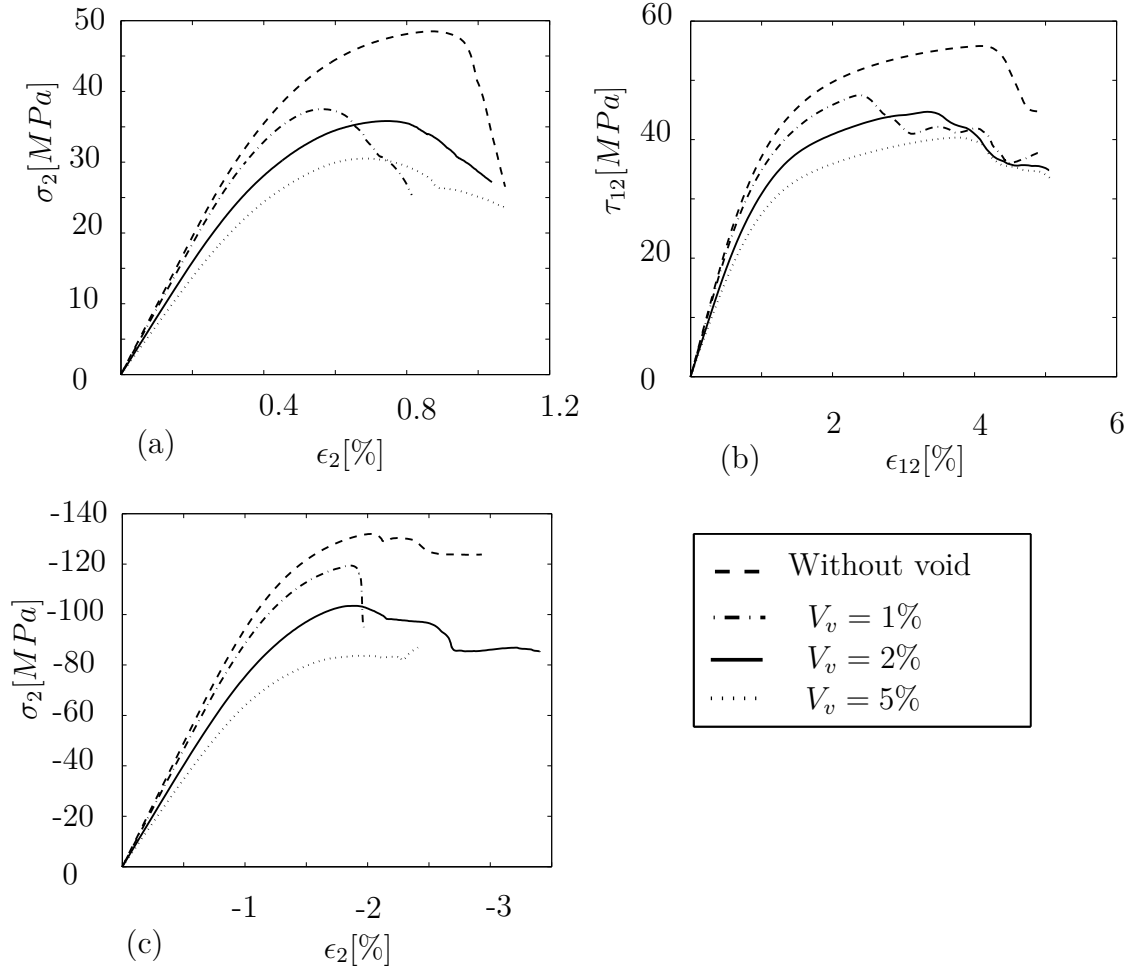 50
40
30
20
10
0
σ₂[MPa]
0.4 0.8 1.2
(a)
ϵ₂[%]
60
40
20
0
τ₁₂[MPa]
2 4 6
(b)
ϵ₁₂[%]
-140
-120
-100
-80
-60
-40
-20
0
σ₂[MPa]
-1 -2 -3
(c)
ϵ₂[%]
Without void
Vᵥ = 1%
Vᵥ = 2%
Vᵥ = 5%